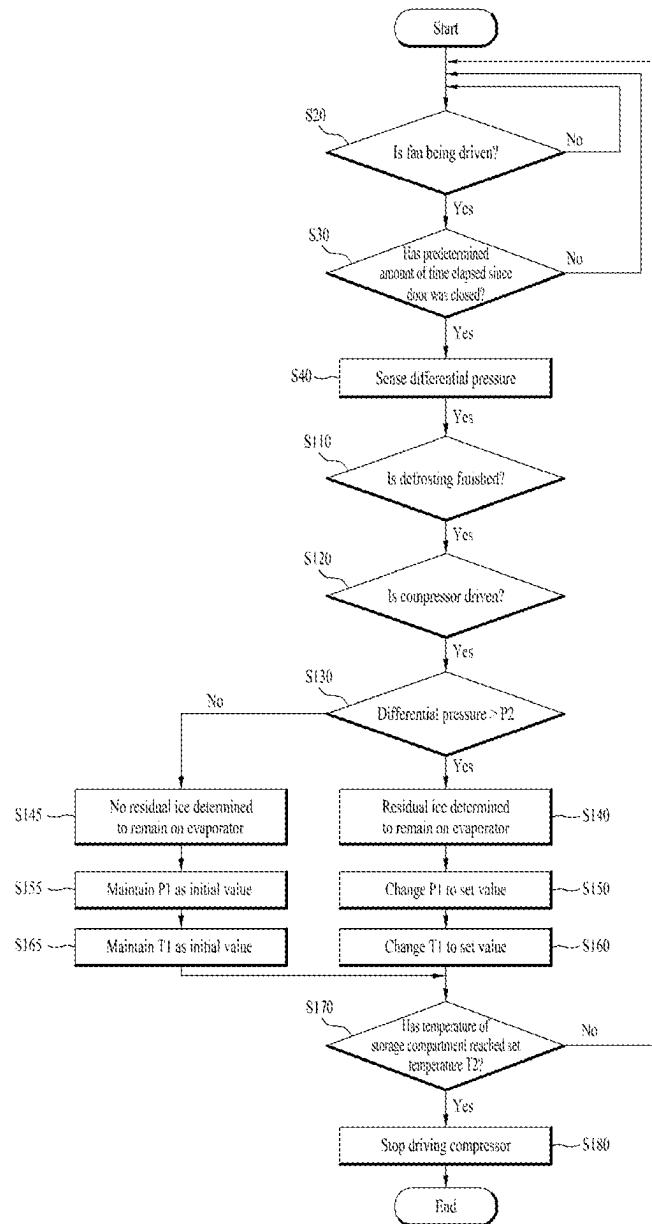 Start
S20
Is fan being driven?
No
Yes
S30
Has predetermined
amount of time elapsed since
door was closed?
No
Yes
S40
Sense differential pressure
Yes
S110
Is defrosting finished?
Yes
S120
Is compressor driven?
Yes
S130
No
Differential pressure > P2
Yes
S145
No residual ice determined
to remain on evaporator
Residual ice determined
to remain on evaporator
S140
S155
Maintain P1 as initial value
Change P1 to set value
S150
S165
Maintain T1 as initial value
Change T1 to set value
S160
S170
Has temperature of
storage compartment reached set
temperature T2?
No
Yes
Stop driving compressor
S180
End